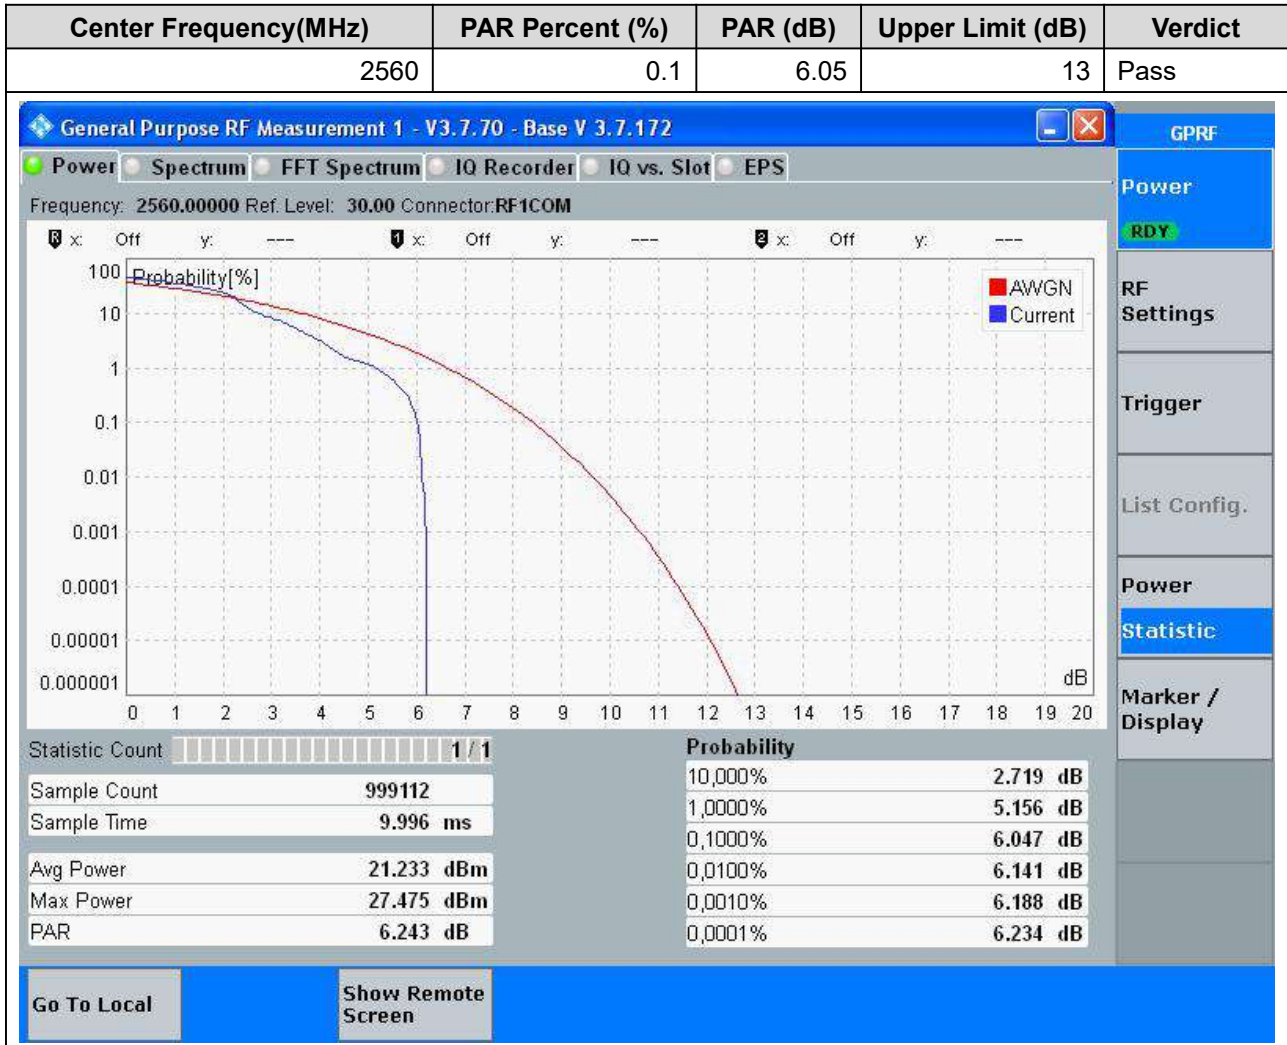 Center Frequency(MHz) PAR Percent (%) PAR (dB) Upper Limit (dB) Verdict
2560 0.1 6.05 13 Pass
General Purpose RF Measurement 1 - V3.7.70 - Base V 3.7.172
GPRF
Power Spectrum FFT Spectrum IQ Recorder IQ vs. Slot EPS
Frequency: 2560.00000 Ref. Level: 30.00 Connector:RF1COM
R x: Off y: --- 1 x: Off y: --- 2 x: Off y: ---
Probability[%]
AWGN
Current
100
10
1
0.1
0.01
0.001
0.0001
0.00001
0.000001
dB
0 1 2 3 4 5 6 7 8 9 10 11 12 13 14 15 16 17 18 19 20
Statistic Count 1 / 1
Sample Count 999112
Sample Time 9.996 ms
Avg Power 21.233 dBm
Max Power 27.475 dBm
PAR 6.243 dB
Probability
10,000% 2.719 dB
1,0000% 5.156 dB
0,1000% 6.047 dB
0,0100% 6.141 dB
0,0010% 6.188 dB
0,0001% 6.234 dB
Power
RDY
RF
Settings
Trigger
List Config.
Power
Statistic
Marker /
Display
Go To Local
Show Remote
Screen